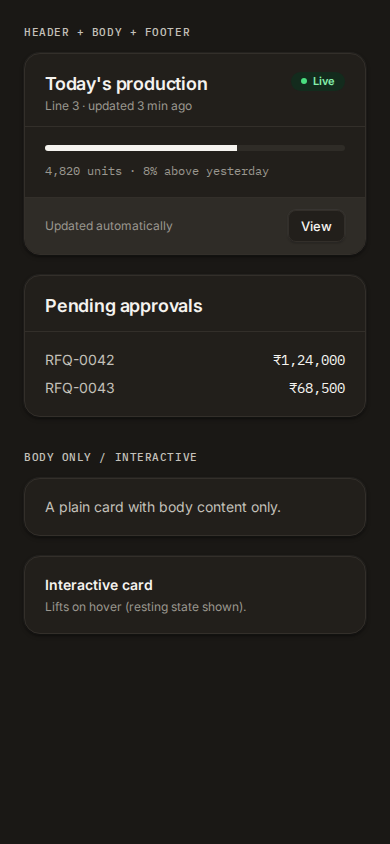 HEADER + BODY + FOOTER
Today's production
Live
Line 3 · updated 3 min ago
4,820 units · 8% above yesterday
Updated automatically
View
Pending approvals
RFQ-0042 ₹1,24,000
RFQ-0043 ₹68,500
BODY ONLY / INTERACTIVE
A plain card with body content only.
Interactive card
Lifts on hover (resting state shown).